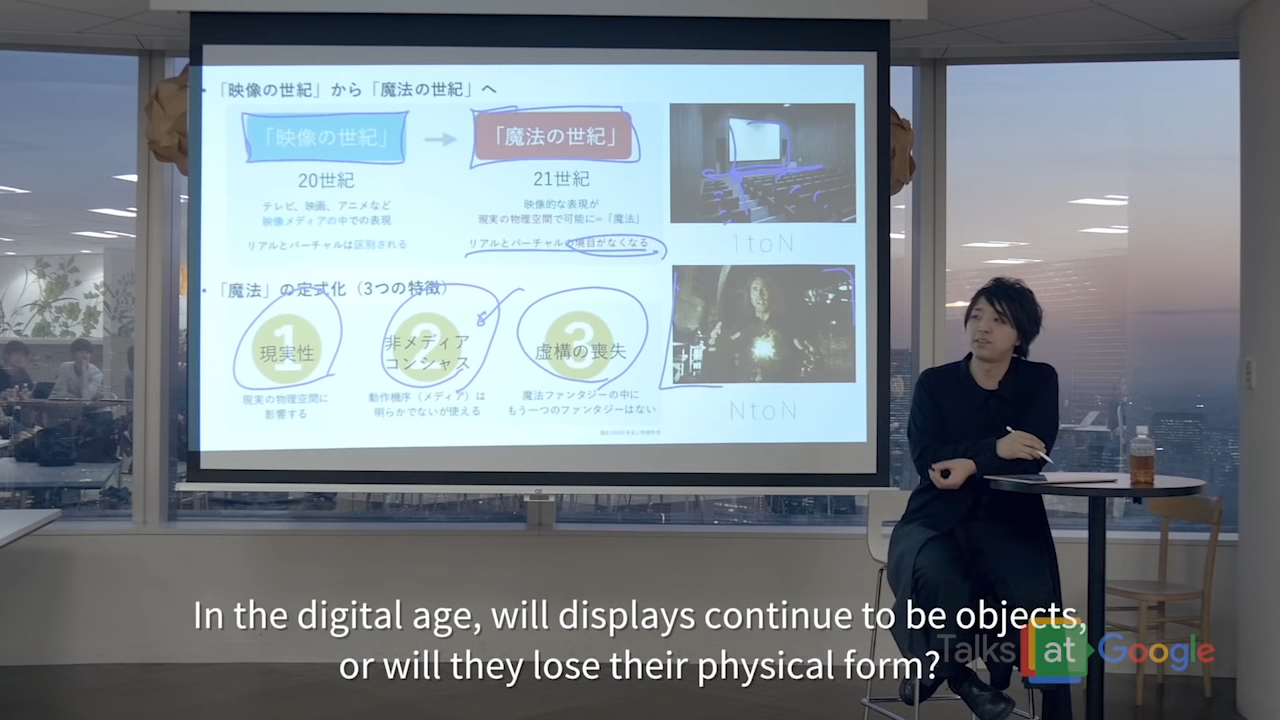 ・「映像の世紀」から「魔法の世紀」へ
「映像の世紀」
「魔法の世紀」
20世紀
テレビ、映画、アニメなど
映像メディアの中での表現
リアルとバーチャルは区別される
21世紀
映像的な表現が
現実の物理空間で可能に=「魔法」
リアルとバーチャルの境目がなくなる
1toN
・「魔法」の定式化（3つの特徴）
1
現実性
現実の物理空間に
影響する
2
非メディア
コンシャス
動作機序（メディア）は
明らかでないが使える
3
虚構の喪失
魔法ファンタジーの中に
もう一つのファンタジーはない
NtoN
In the digital age, will displays continue to be objects,
or will they lose their physical form?
Talks at Google